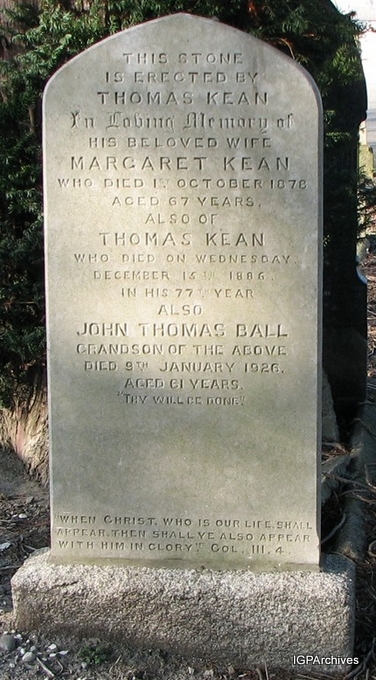 THIS STONE
IS ERECTED BY
THOMAS KEAN
In Loving Memory of
HIS BELOVED WIFE
MARGARET KEAN
WHO DIED 1ST OCTOBER 1878
AGED 67 YEARS.
ALSO OF
THOMAS KEAN
WHO DIED ON WEDNESDAY.
DECEMBER 15TH 1886.
IN HIS 77TH YEAR
ALSO
JOHN THOMAS BALL
GRANDSON OF THE ABOVE
DIED 9TH JANUARY 1926.
AGED 61 YEARS.
"THY WILL BE DONE."
"WHEN CHRIST, WHO IS OUR LIFE, SHALL
APPEAR, THEN SHALL YE ALSO APPEAR
WITH HIM IN GLORY" COL. III. 4.
IGPArchives